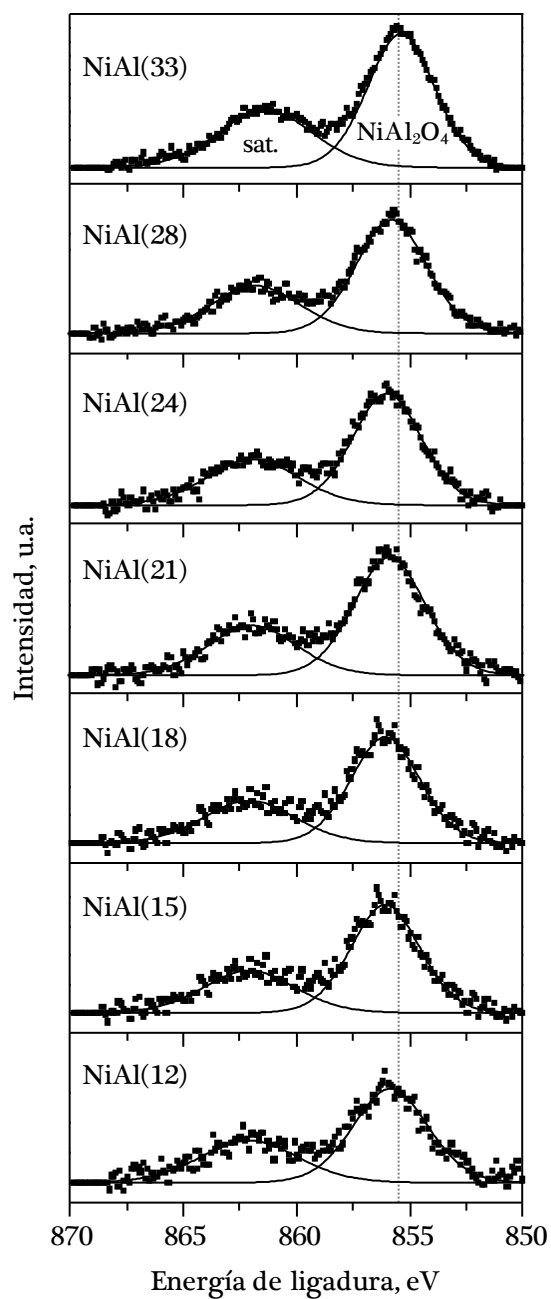 NiAl(33)
sat.
NiAl₂O₄
NiAl(28)
NiAl(24)
NiAl(21)
NiAl(18)
NiAl(15)
NiAl(12)
Intensidad, u.a.
870 865 860 855 850
Energía de ligadura, eV